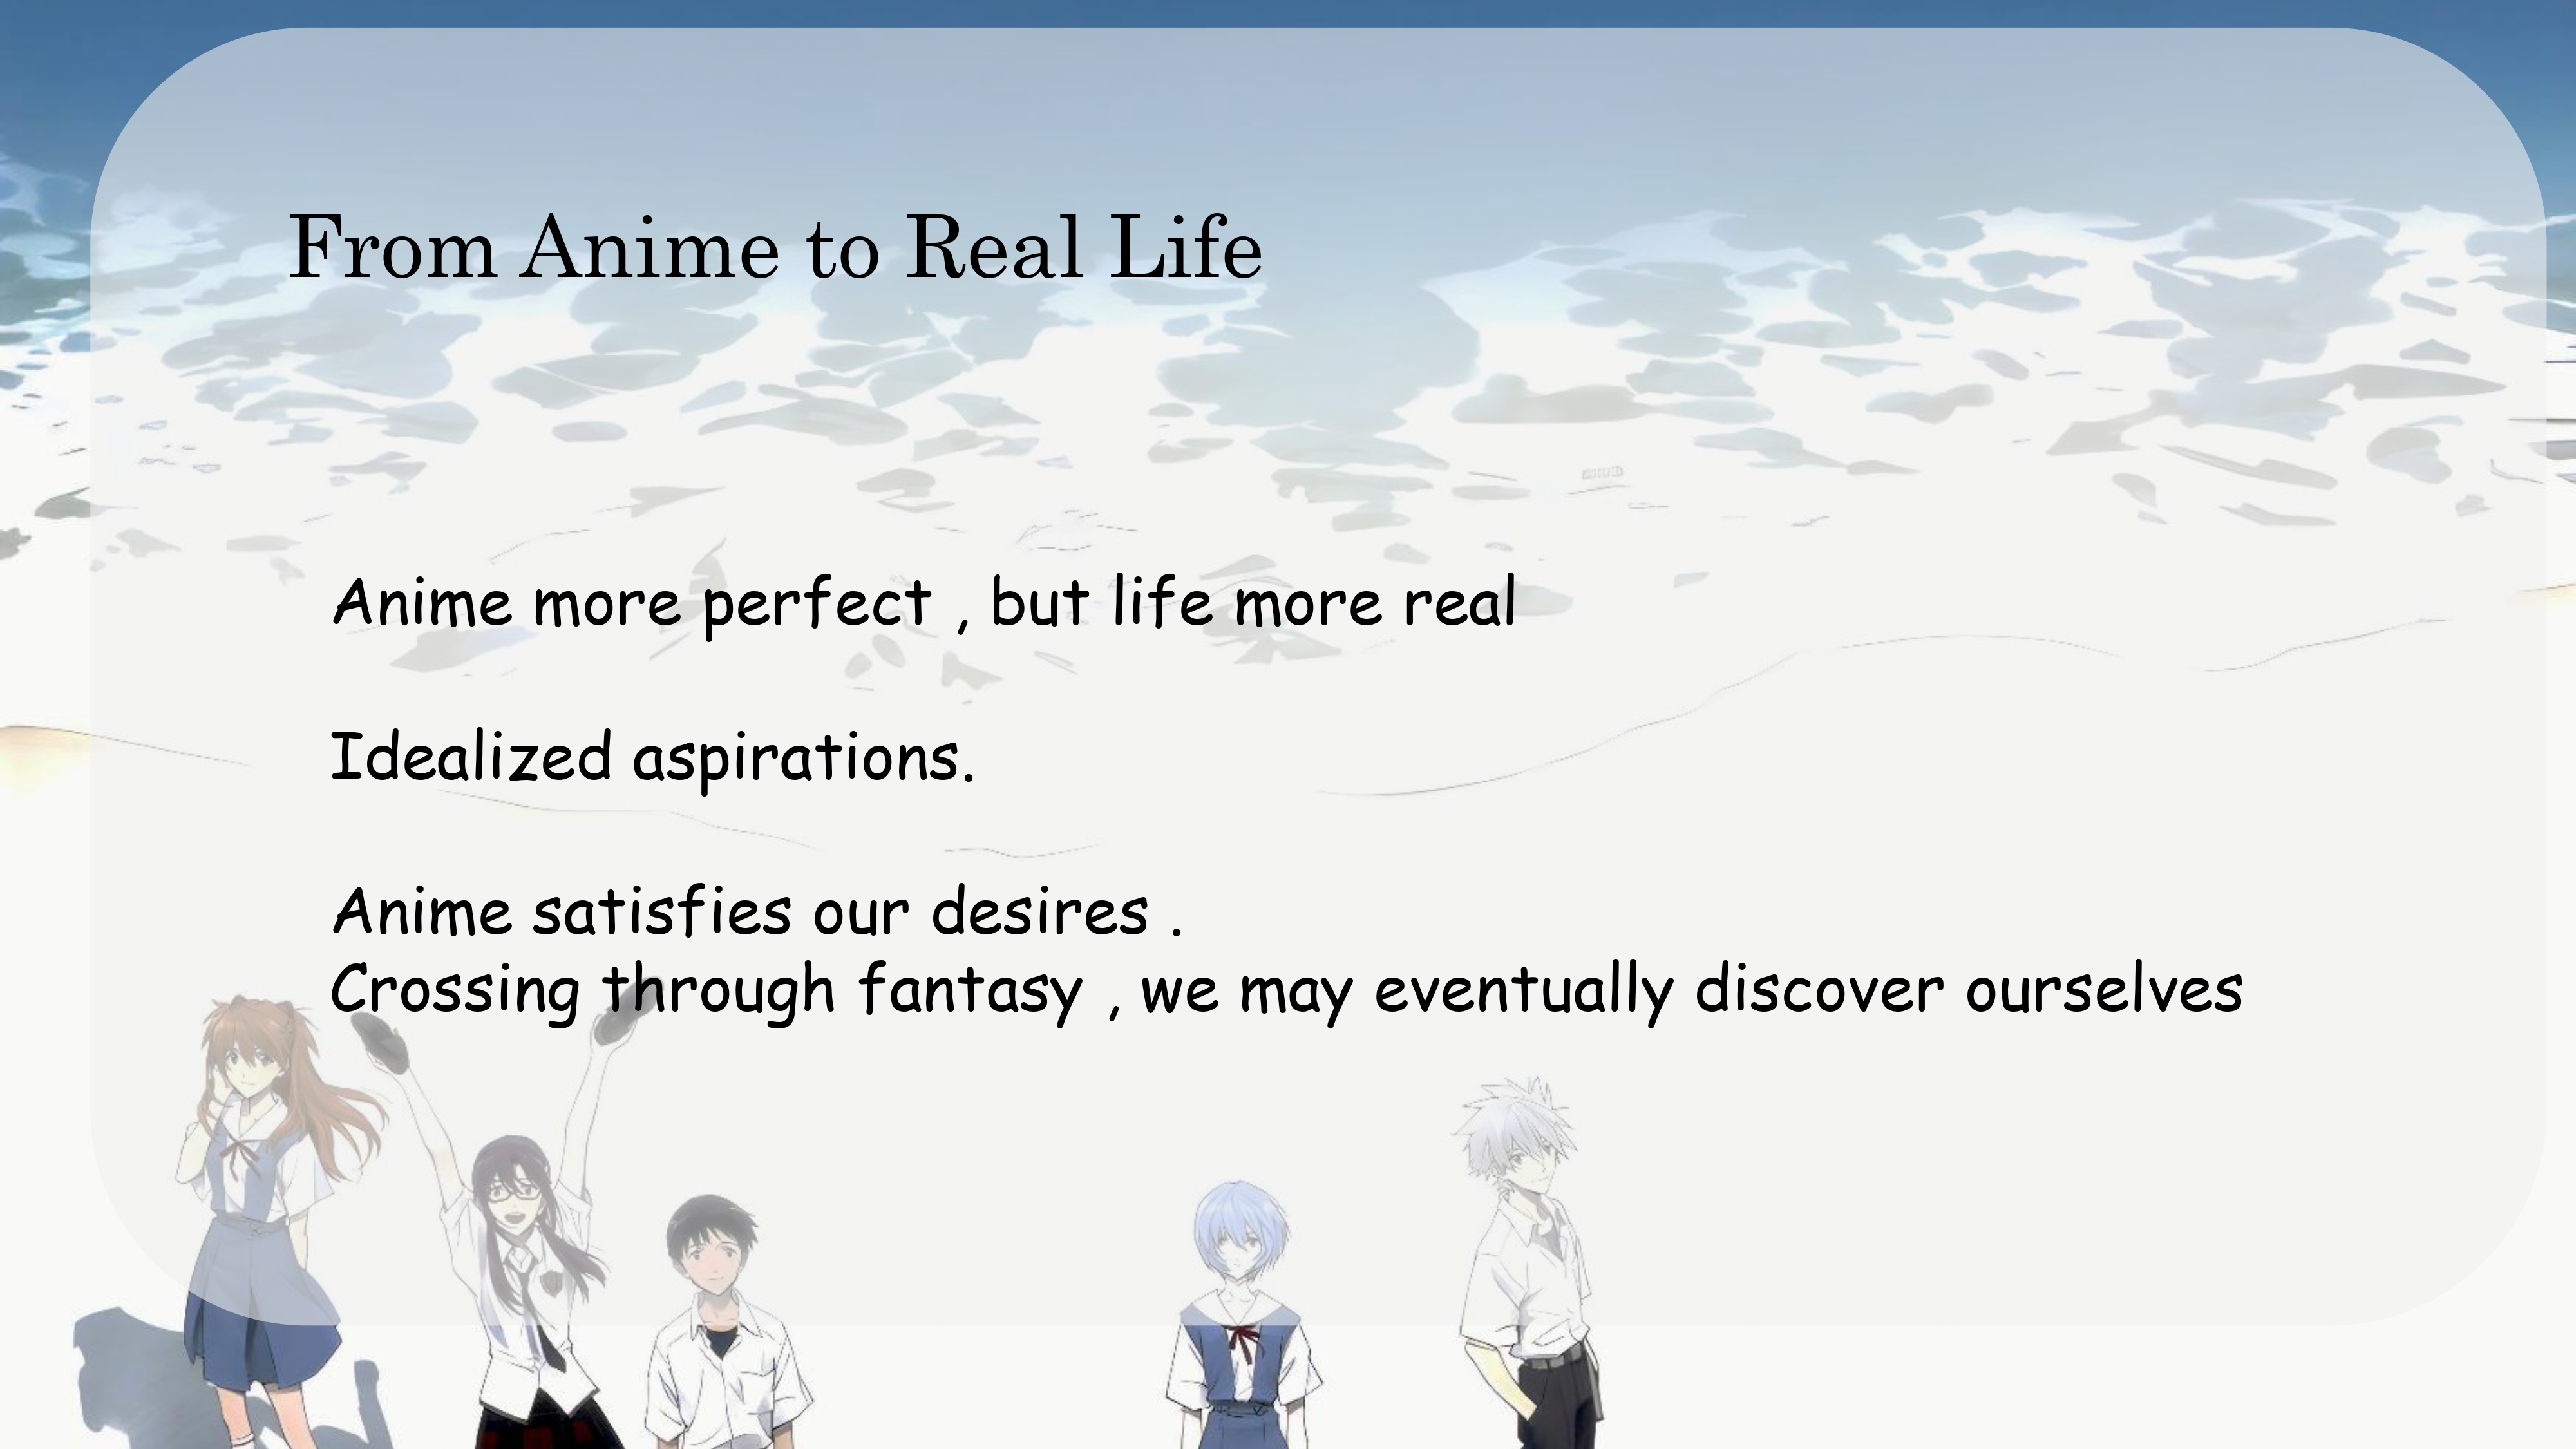 From Anime to Real Life
Anime more perfect , but life more real
Idealized aspirations.
Anime satisfies our desires .
Crossing through fantasy , we may eventually discover ourselves